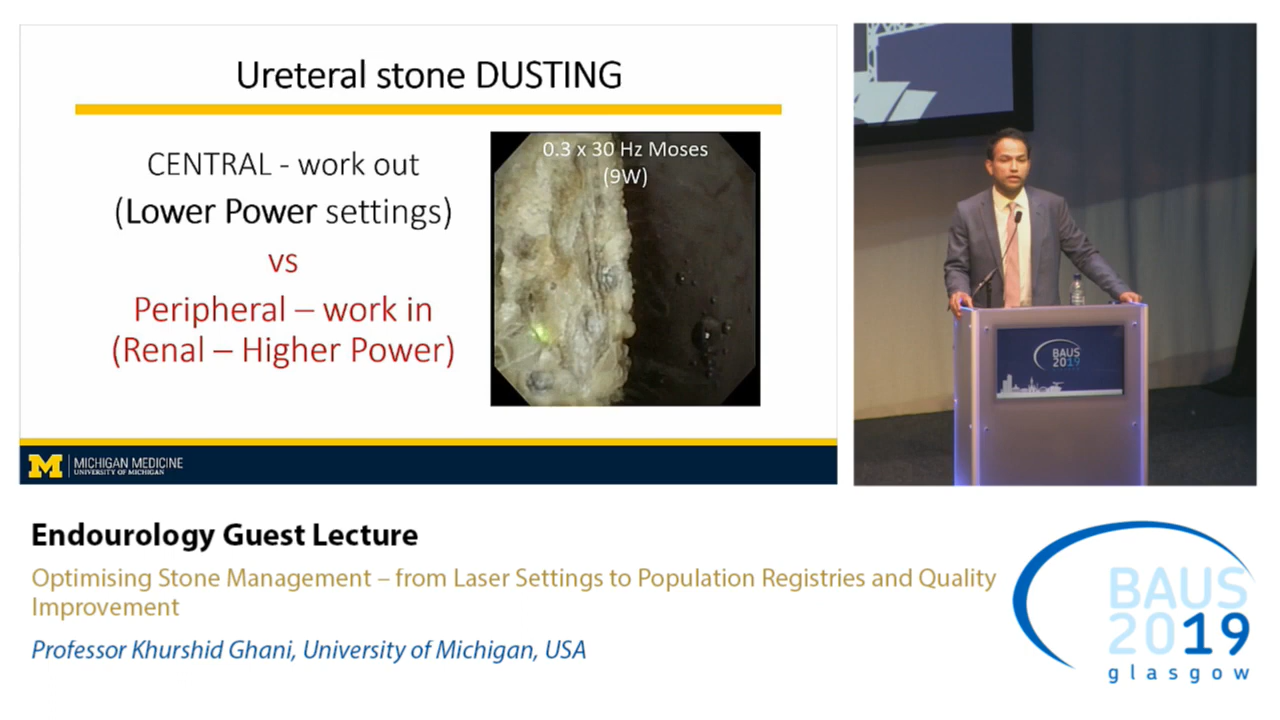 Ureteral stone DUSTING
CENTRAL - work out
(Lower Power settings)
vs
Peripheral – work in
(Renal – Higher Power)
0.3 x 30 Hz Moses
(9W)
M MICHIGAN MEDICINE
UNIVERSITY OF MICHIGAN
BAUS
2019
Endourology Guest Lecture
Optimising Stone Management – from Laser Settings to Population Registries and Quality
Improvement
Professor Khurshid Ghani, University of Michigan, USA
BAUS
2019
glasgow